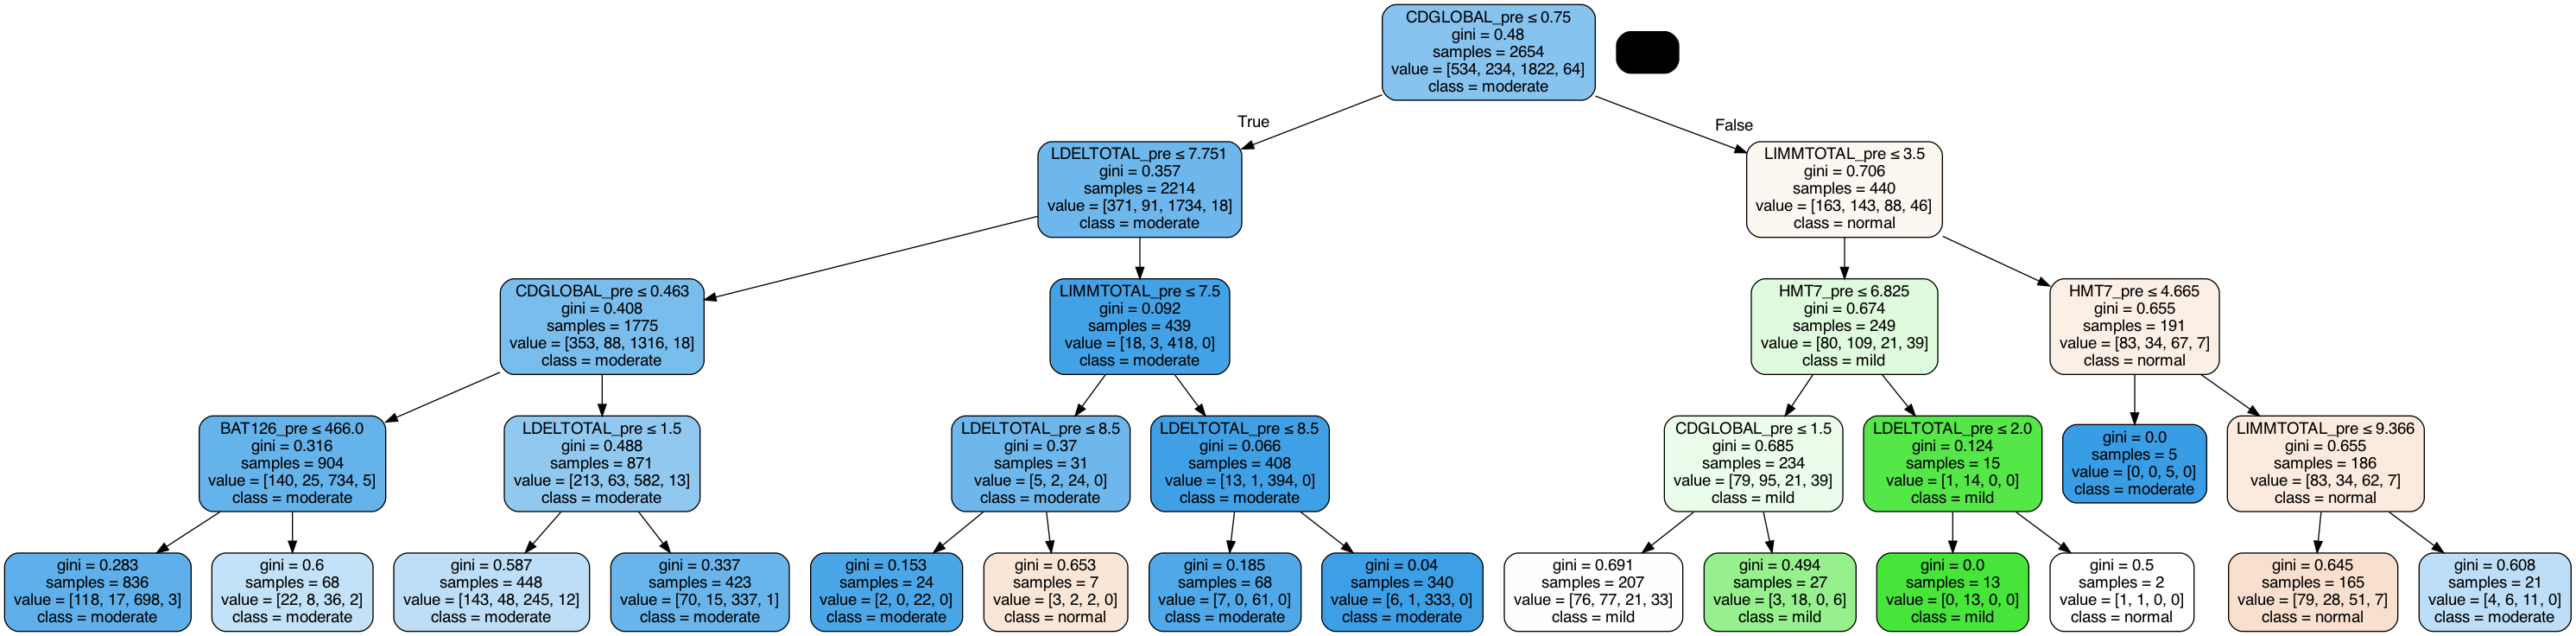 CDGLOBAL_pre ≤ 0.75
gini = 0.48
samples = 2654
value = [534, 234, 1822, 64]
class = moderate
True
False
LDELTOTAL_pre ≤ 7.751
gini = 0.357
samples = 2214
value = [371, 91, 1734, 18]
class = moderate
LIMMTOTAL_pre ≤ 3.5
gini = 0.706
samples = 440
value = [163, 143, 88, 46]
class = normal
CDGLOBAL_pre ≤ 0.463
gini = 0.408
samples = 1775
value = [353, 88, 1316, 18]
class = moderate
LIMMTOTAL_pre ≤ 7.5
gini = 0.092
samples = 439
value = [18, 3, 418, 0]
class = moderate
HMT7_pre ≤ 6.825
gini = 0.674
samples = 249
value = [80, 109, 21, 39]
class = mild
HMT7_pre ≤ 4.665
gini = 0.655
samples = 191
value = [83, 34, 67, 7]
class = normal
BAT126_pre ≤ 466.0
gini = 0.316
samples = 904
value = [140, 25, 734, 5]
class = moderate
LDELTOTAL_pre ≤ 1.5
gini = 0.488
samples = 871
value = [213, 63, 582, 13]
class = moderate
LDELTOTAL_pre ≤ 8.5
gini = 0.37
samples = 31
value = [5, 2, 24, 0]
class = moderate
LDELTOTAL_pre ≤ 8.5
gini = 0.066
samples = 408
value = [13, 1, 394, 0]
class = moderate
CDGLOBAL_pre ≤ 1.5
gini = 0.685
samples = 234
value = [79, 95, 21, 39]
class = mild
LDELTOTAL_pre ≤ 2.0
gini = 0.124
samples = 15
value = [1, 14, 0, 0]
class = mild
gini = 0.0
samples = 5
value = [0, 0, 5, 0]
class = moderate
LIMMTOTAL_pre ≤ 9.366
gini = 0.655
samples = 186
value = [83, 34, 62, 7]
class = normal
gini = 0.283
samples = 836
value = [118, 17, 698, 3]
class = moderate
gini = 0.6
samples = 68
value = [22, 8, 36, 2]
class = moderate
gini = 0.587
samples = 448
value = [143, 48, 245, 12]
class = moderate
gini = 0.337
samples = 423
value = [70, 15, 337, 1]
class = moderate
gini = 0.153
samples = 24
value = [2, 0, 22, 0]
class = moderate
gini = 0.653
samples = 7
value = [3, 2, 2, 0]
class = normal
gini = 0.185
samples = 68
value = [7, 0, 61, 0]
class = moderate
gini = 0.04
samples = 340
value = [6, 1, 333, 0]
class = moderate
gini = 0.691
samples = 207
value = [76, 77, 21, 33]
class = mild
gini = 0.494
samples = 27
value = [3, 18, 0, 6]
class = mild
gini = 0.0
samples = 13
value = [0, 13, 0, 0]
class = mild
gini = 0.5
samples = 2
value = [1, 1, 0, 0]
class = normal
gini = 0.645
samples = 165
value = [79, 28, 51, 7]
class = normal
gini = 0.608
samples = 21
value = [4, 6, 11, 0]
class = moderate